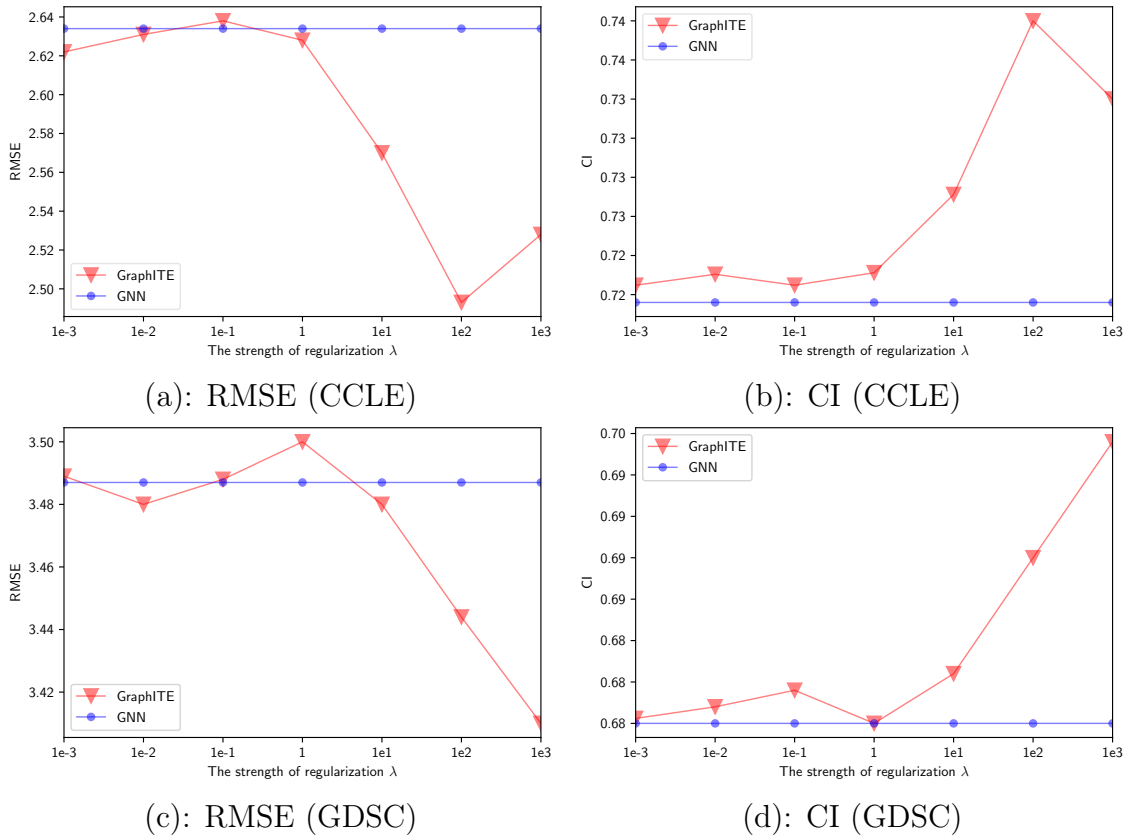 2.64
2.62
2.60
2.58
2.56
2.54
2.52
2.50
RMSE
GraphITE
GNN
1e-3 1e-2 1e-1 1 1e1 1e2 1e3
The strength of regularization λ
(a): RMSE (CCLE)
0.74
0.74
0.73
0.73
0.73
0.73
0.72
0.72
CI
GraphITE
GNN
1e-3 1e-2 1e-1 1 1e1 1e2 1e3
The strength of regularization λ
(b): CI (CCLE)
3.50
3.48
3.46
3.44
3.42
RMSE
GraphITE
GNN
1e-3 1e-2 1e-1 1 1e1 1e2 1e3
The strength of regularization λ
(c): RMSE (GDSC)
0.70
0.69
0.69
0.69
0.69
0.68
0.68
0.68
CI
GraphITE
GNN
1e-3 1e-2 1e-1 1 1e1 1e2 1e3
The strength of regularization λ
(d): CI (GDSC)